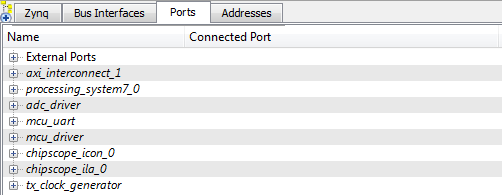 Zynq Bus Interfaces Ports Addresses
Name Connected Port
External Ports
axi_interconnect_1
processing_system7_0
adc_driver
mcu_uart
mcu_driver
chipscope_icon_0
chipscope_ila_0
tx_clock_generator